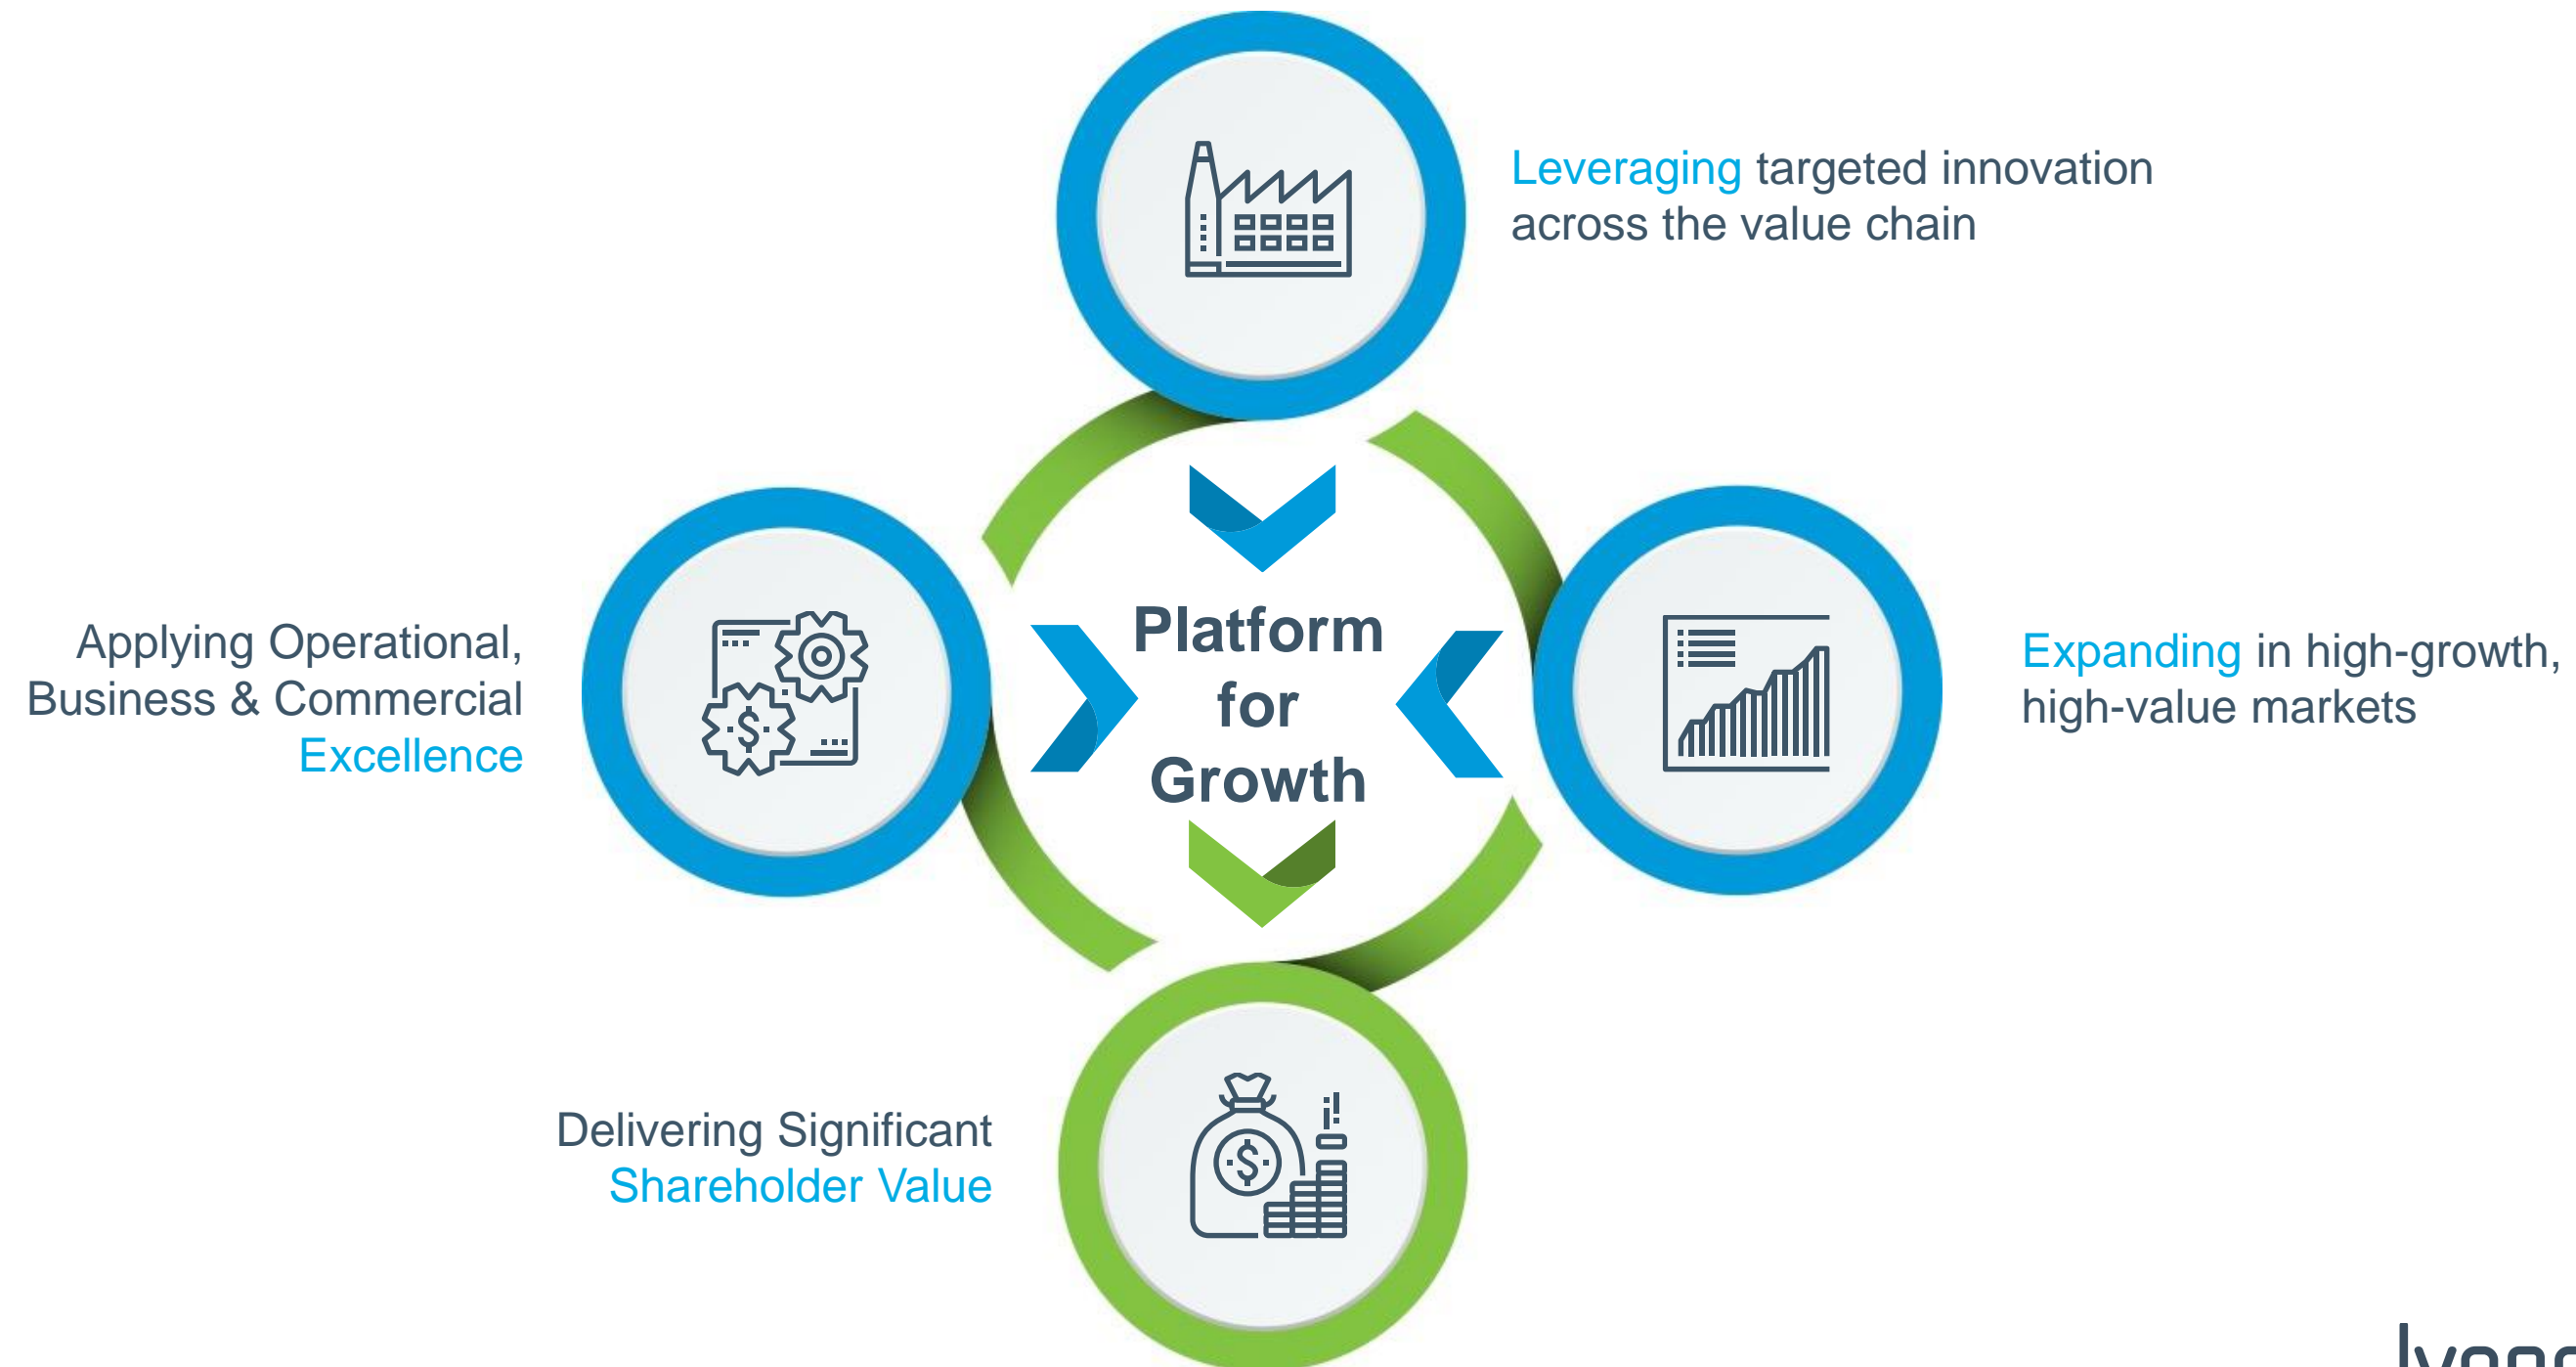 Leveraging targeted innovation
across the value chain
Applying Operational,
Business & Commercial
Excellence
Platform
for
Growth
Expanding in high-growth,
high-value markets
Delivering Significant
Shareholder Value